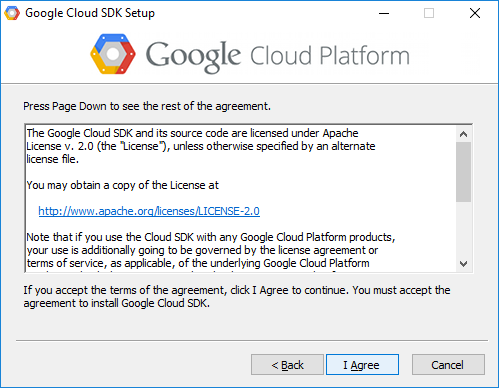 Google Cloud SDK Setup
Google Cloud Platform
Press Page Down to see the rest of the agreement.
The Google Cloud SDK and its source code are licensed under Apache
License v. 2.0 (the "License"), unless otherwise specified by an alternate
license file.
You may obtain a copy of the License at
http://www.apache.org/licenses/LICENSE-2.0
Note that if you use the Cloud SDK with any Google Cloud Platform products,
your use is additionally going to be governed by the license agreement or
terms of service, as applicable, of the underlying Google Cloud Platform
If you accept the terms of the agreement, click I Agree to continue. You must accept the
agreement to install Google Cloud SDK.
< Back
I Agree
Cancel